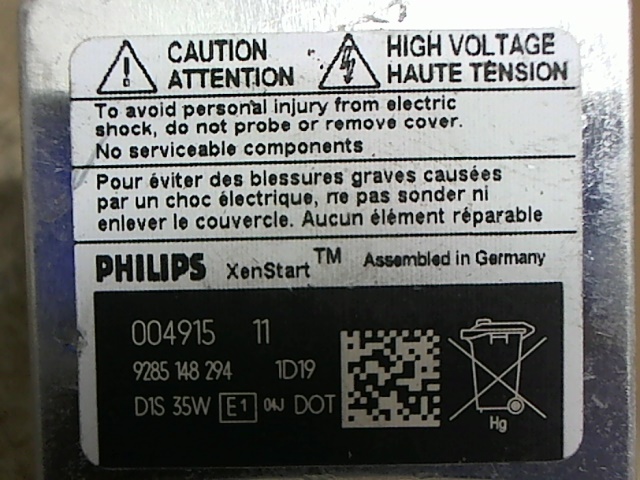 CAUTION
ATTENTION
HIGH VOLTAGE
HAUTE TENSION
To avoid personal injury from electric
shock, do not probe or remove cover.
No serviceable components
Pour éviter des blessures graves causées
par un choc électrique, ne pas sonder ni
enlever le couvercle. Aucun élément réparable
PHILIPS XenStart™ Assembled in Germany
004915 11
9285 148 294 1D19
D1S 35W E1 04J DOT
Hg